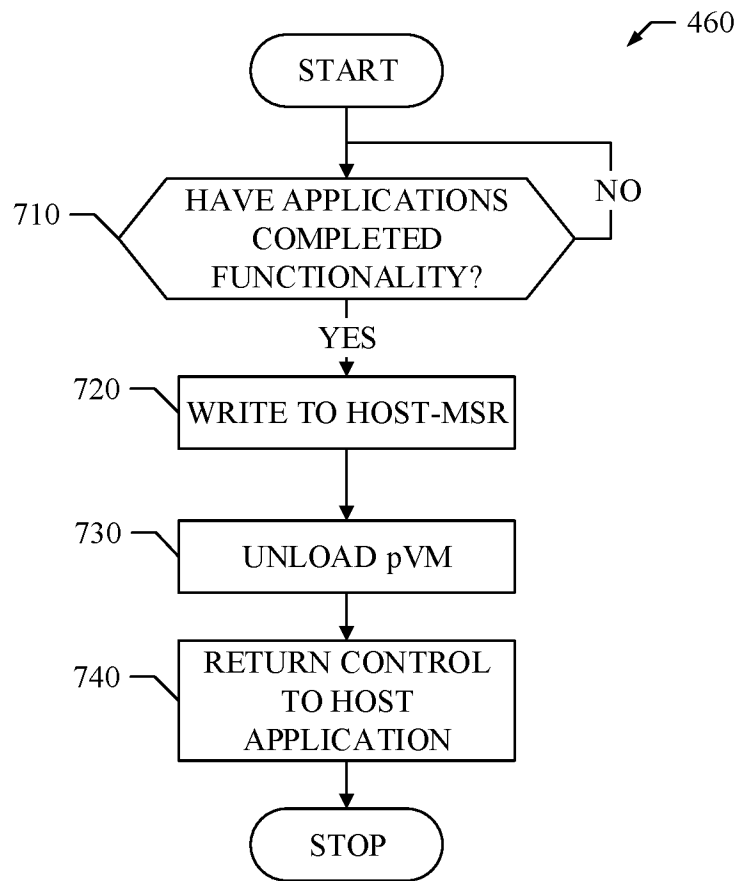 460
START
NO
710
HAVE APPLICATIONS
COMPLETED
FUNCTIONALITY?
YES
720
WRITE TO HOST-MSR
730
UNLOAD pVM
740
RETURN CONTROL
TO HOST
APPLICATION
STOP